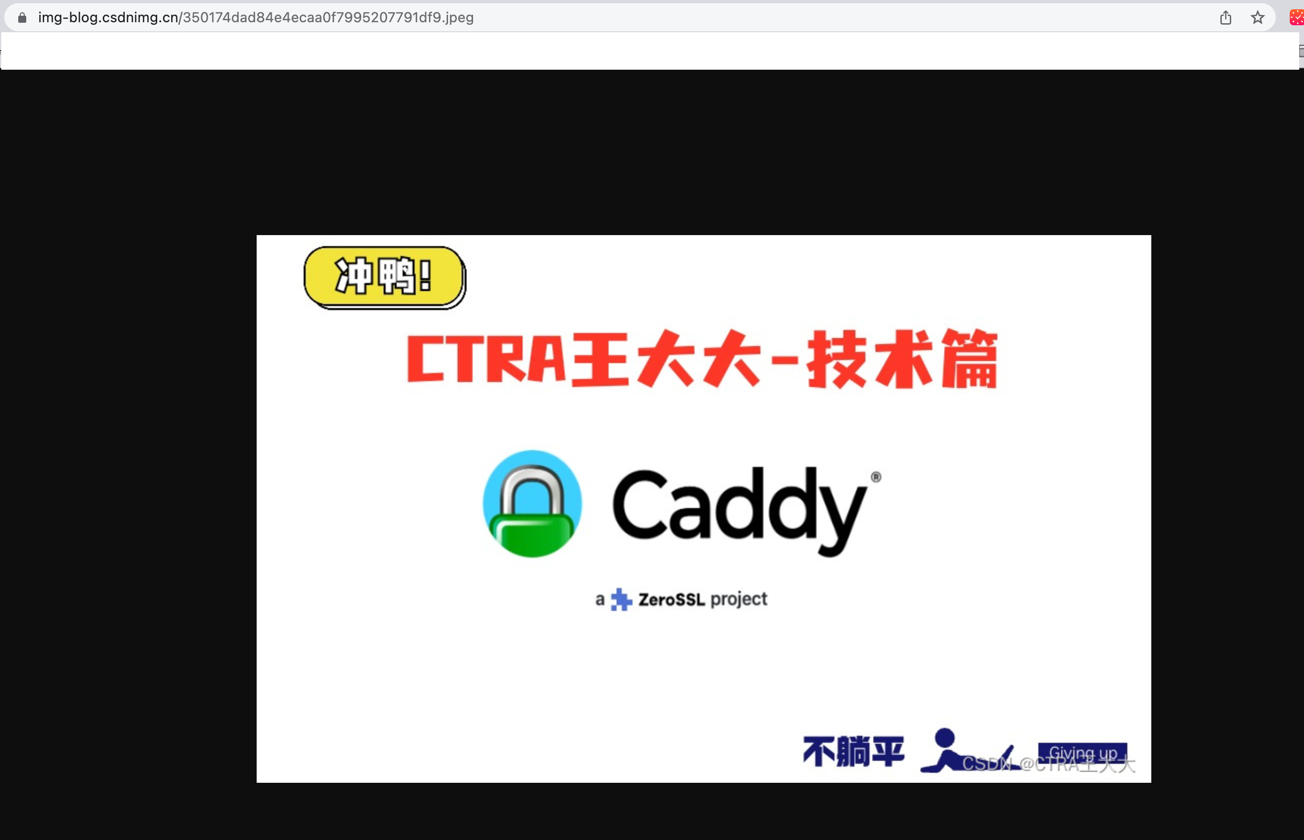 img-blog.csdnimg.cn/350174dad84e4ecaa0f7995207791df9.jpeg
冲鸭!
CTRA王大大-技术篇
Caddy®
a ZeroSSL project
不躺平
Giving up
CSDN @CTRA王大大